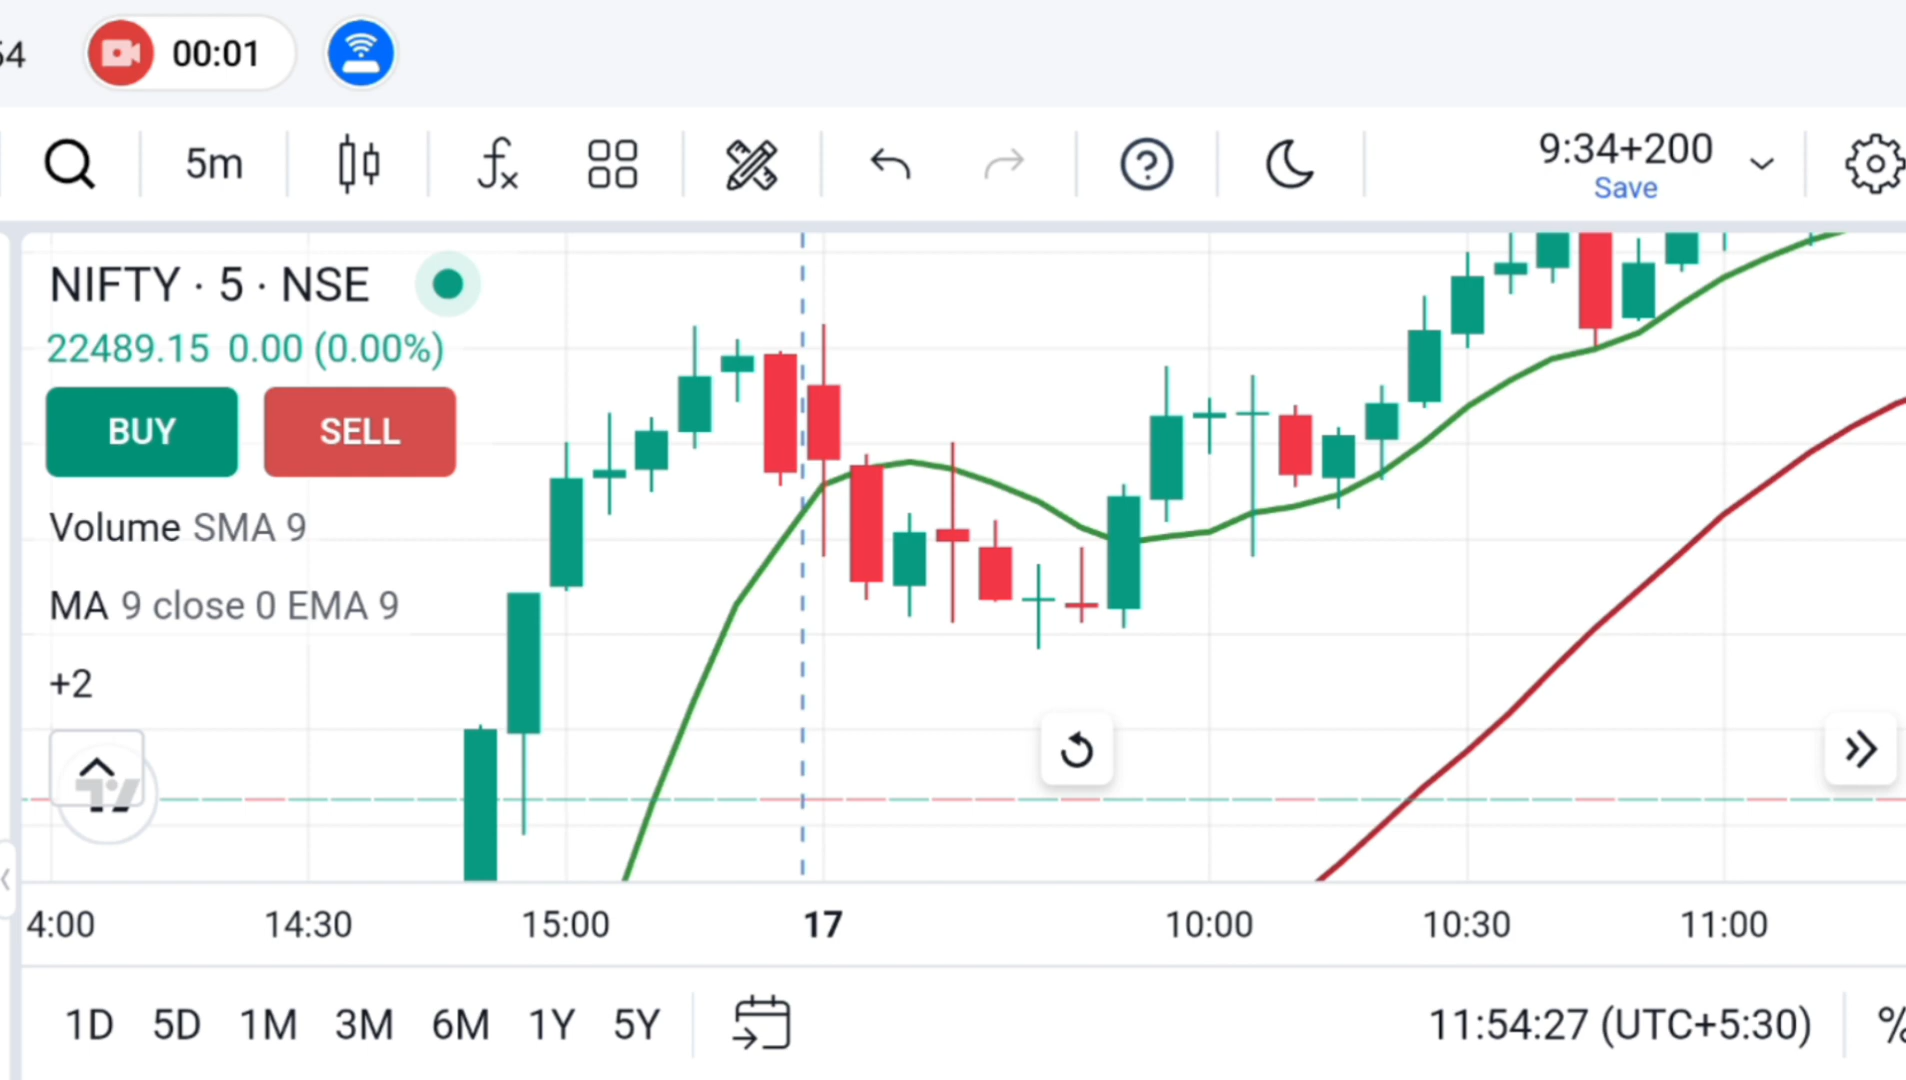 54 00:01
5m 9:34+200
Save
NIFTY · 5 · NSE
22489.15 0.00 (0.00%)
BUY SELL
Volume SMA 9
MA 9 close 0 EMA 9
+2
4:00 14:30 15:00 17 10:00 10:30 11:00
1D 5D 1M 3M 6M 1Y 5Y 11:54:27 (UTC+5:30) %